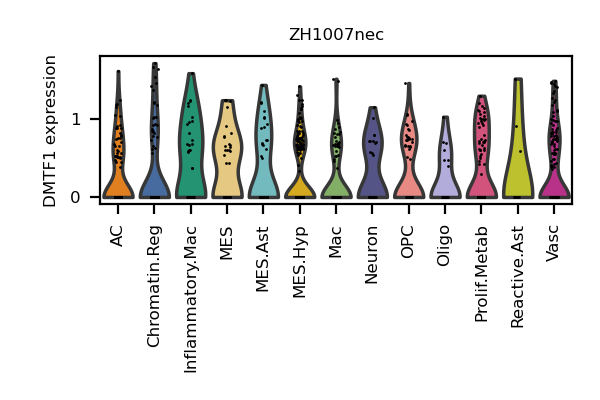 ZH1007nec
DMTF1 expression
1
0
AC
Chromatin.Reg
Inflammatory.Mac
MES
MES.Ast
MES.Hyp
Mac
Neuron
OPC
Oligo
Prolif.Metab
Reactive.Ast
Vasc